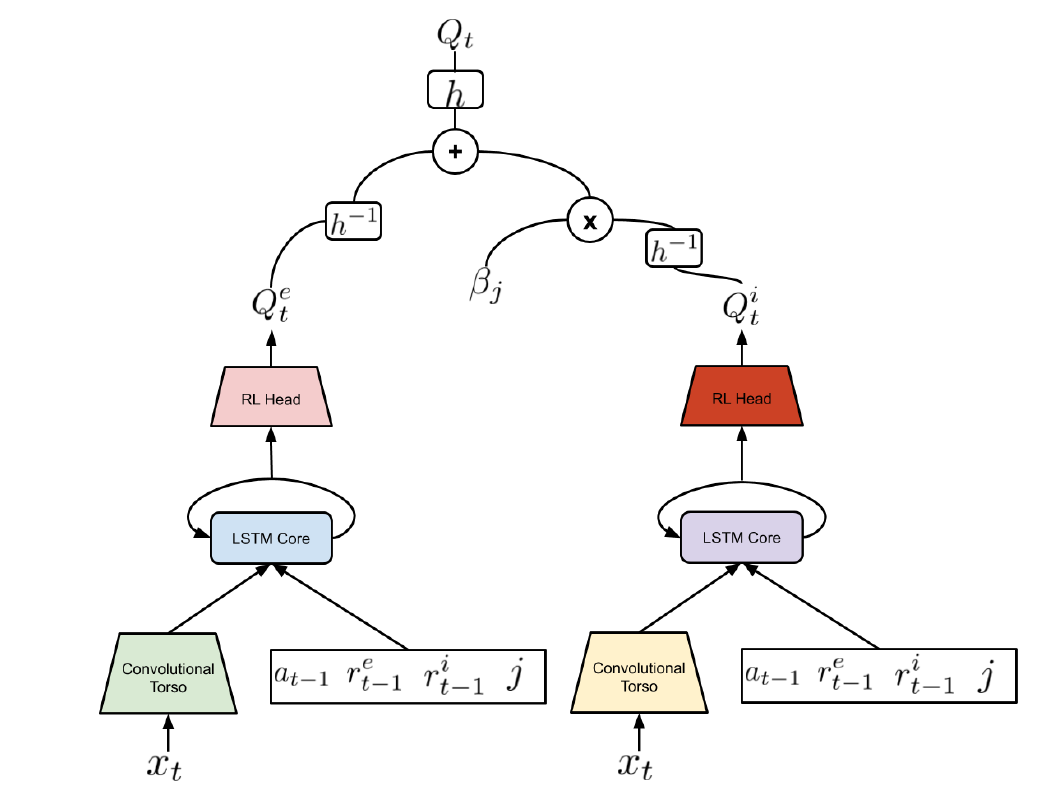 Q_t
h
+
h^{-1}
x
h^{-1}
β_j
Q_t^e
Q_t^i
RL Head
RL Head
LSTM Core
LSTM Core
Convolutional
Torso
a_{t-1} r_{t-1}^e r_{t-1}^i j
Convolutional
Torso
a_{t-1} r_{t-1}^e r_{t-1}^i j
x_t
x_t